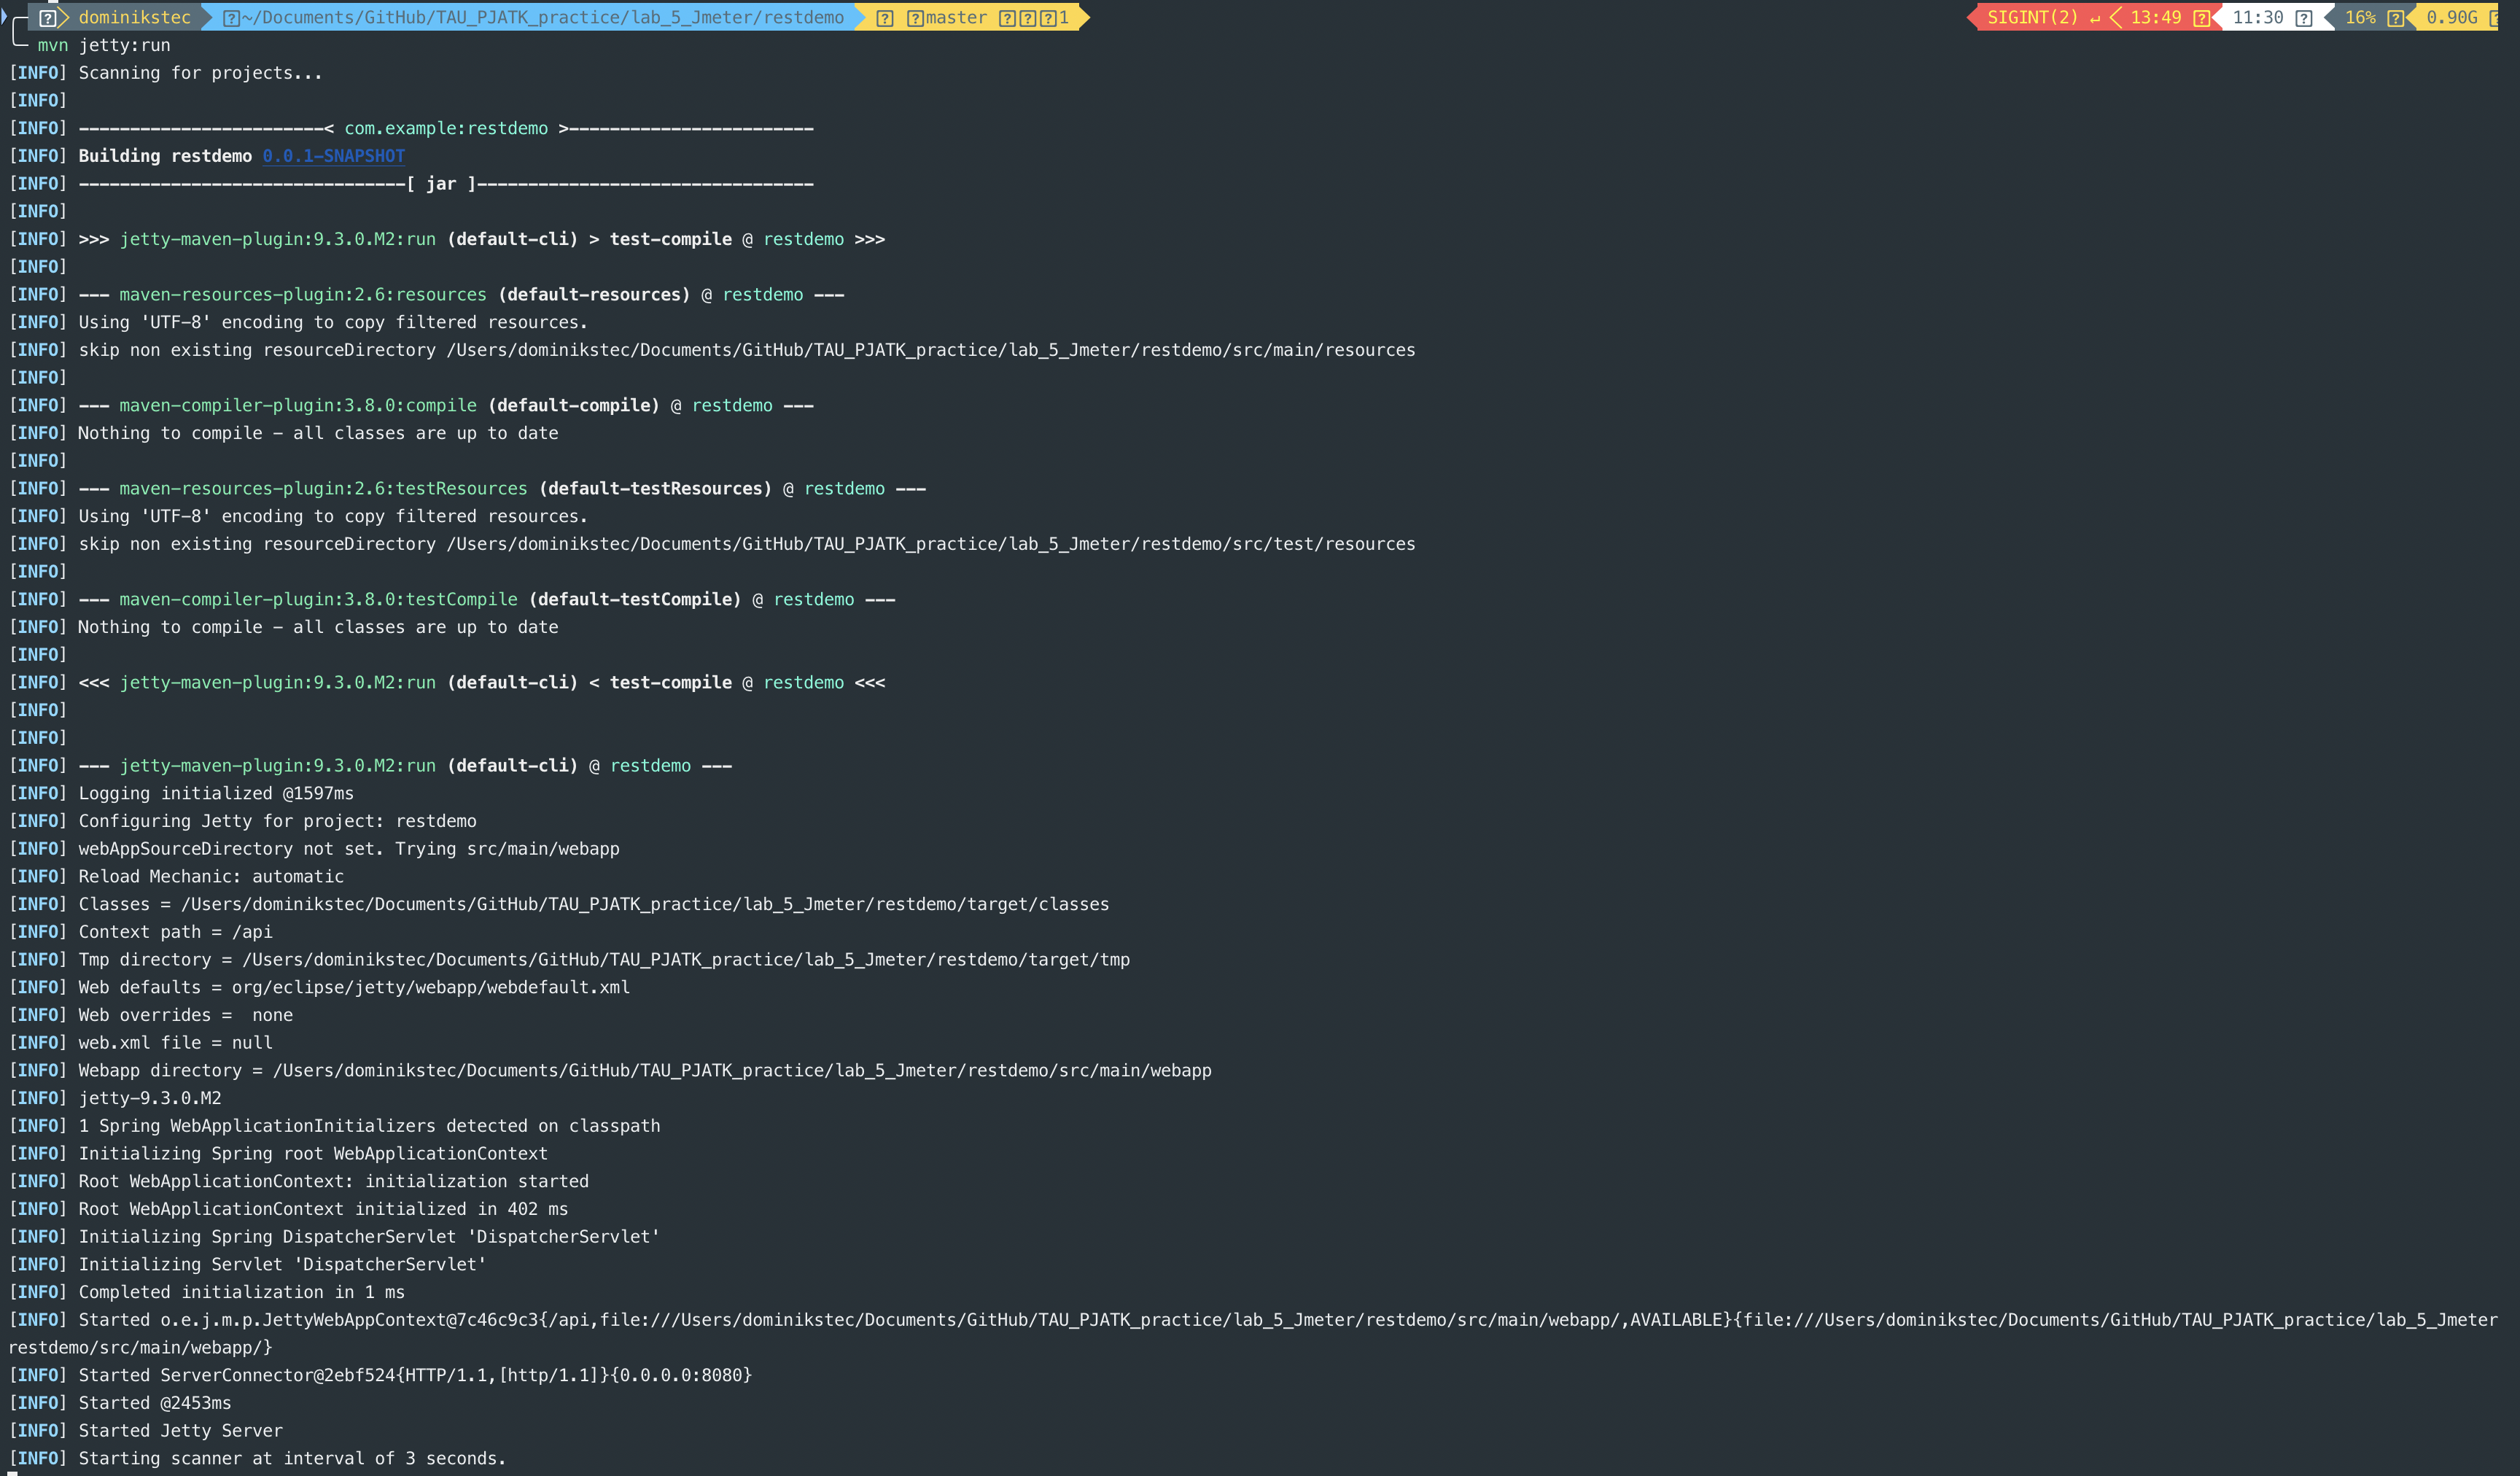 dominikstec ~/Documents/GitHub/TAU_PJATK_practice/lab_5_Jmeter/restdemo master 1 SIGINT(2) ↵ 13:49 11:30 16% 0.90G
mvn jetty:run
[INFO] Scanning for projects...
[INFO]
[INFO] ------------------------< com.example:restdemo >------------------------
[INFO] Building restdemo 0.0.1-SNAPSHOT
[INFO] --------------------------------[ jar ]---------------------------------
[INFO]
[INFO] >>> jetty-maven-plugin:9.3.0.M2:run (default-cli) > test-compile @ restdemo >>>
[INFO]
[INFO] --- maven-resources-plugin:2.6:resources (default-resources) @ restdemo ---
[INFO] Using 'UTF-8' encoding to copy filtered resources.
[INFO] skip non existing resourceDirectory /Users/dominikstec/Documents/GitHub/TAU_PJATK_practice/lab_5_Jmeter/restdemo/src/main/resources
[INFO]
[INFO] --- maven-compiler-plugin:3.8.0:compile (default-compile) @ restdemo ---
[INFO] Nothing to compile - all classes are up to date
[INFO]
[INFO] --- maven-resources-plugin:2.6:testResources (default-testResources) @ restdemo ---
[INFO] Using 'UTF-8' encoding to copy filtered resources.
[INFO] skip non existing resourceDirectory /Users/dominikstec/Documents/GitHub/TAU_PJATK_practice/lab_5_Jmeter/restdemo/src/test/resources
[INFO]
[INFO] --- maven-compiler-plugin:3.8.0:testCompile (default-testCompile) @ restdemo ---
[INFO] Nothing to compile - all classes are up to date
[INFO]
[INFO] <<< jetty-maven-plugin:9.3.0.M2:run (default-cli) < test-compile @ restdemo <<<
[INFO]
[INFO]
[INFO] --- jetty-maven-plugin:9.3.0.M2:run (default-cli) @ restdemo ---
[INFO] Logging initialized @1597ms
[INFO] Configuring Jetty for project: restdemo
[INFO] webAppSourceDirectory not set. Trying src/main/webapp
[INFO] Reload Mechanic: automatic
[INFO] Classes = /Users/dominikstec/Documents/GitHub/TAU_PJATK_practice/lab_5_Jmeter/restdemo/target/classes
[INFO] Context path = /api
[INFO] Tmp directory = /Users/dominikstec/Documents/GitHub/TAU_PJATK_practice/lab_5_Jmeter/restdemo/target/tmp
[INFO] Web defaults = org/eclipse/jetty/webapp/webdefault.xml
[INFO] Web overrides =  none
[INFO] web.xml file = null
[INFO] Webapp directory = /Users/dominikstec/Documents/GitHub/TAU_PJATK_practice/lab_5_Jmeter/restdemo/src/main/webapp
[INFO] jetty-9.3.0.M2
[INFO] 1 Spring WebApplicationInitializers detected on classpath
[INFO] Initializing Spring root WebApplicationContext
[INFO] Root WebApplicationContext: initialization started
[INFO] Root WebApplicationContext initialized in 402 ms
[INFO] Initializing Spring DispatcherServlet 'DispatcherServlet'
[INFO] Initializing Servlet 'DispatcherServlet'
[INFO] Completed initialization in 1 ms
[INFO] Started o.e.j.m.p.JettyWebAppContext@7c46c9c3{/api,file:///Users/dominikstec/Documents/GitHub/TAU_PJATK_practice/lab_5_Jmeter/restdemo/src/main/webapp/,AVAILABLE}{file:///Users/dominikstec/Documents/GitHub/TAU_PJATK_practice/lab_5_Jmeter
restdemo/src/main/webapp/}
[INFO] Started ServerConnector@2ebf524{HTTP/1.1,[http/1.1]}{0.0.0.0:8080}
[INFO] Started @2453ms
[INFO] Started Jetty Server
[INFO] Starting scanner at interval of 3 seconds.